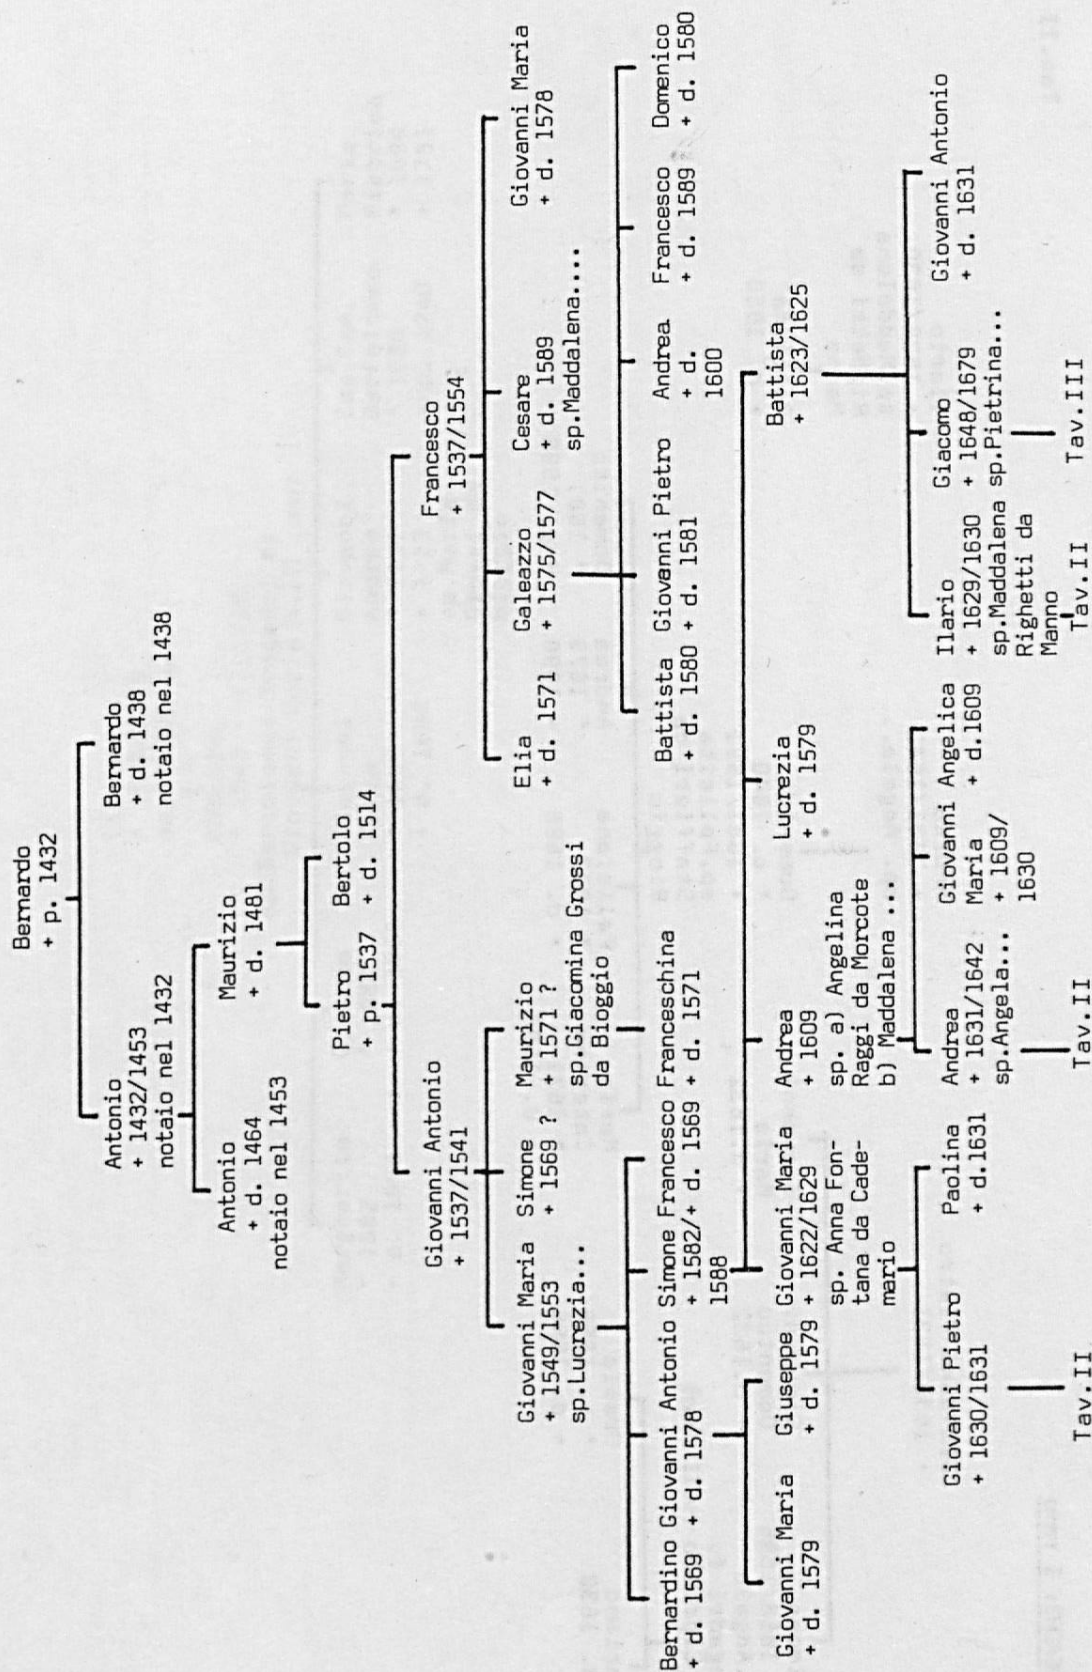 Bernardo
+ p. 1432
Antonio
+ 1432/1453
notaio nel 1432
Bernardo
+ d. 1438
notaio nel 1438
Antonio
+ d. 1464
notaio nel 1453
Maurizio
+ d. 1481
Pietro
+ p. 1537
Bertolo
+ d. 1514
Giovanni Antonio
+ 1537/1541
Francesco
+ 1537/1554
Giovanni Maria
+ 1549/1553
sp.Lucrezia...
Simone
+ 1569 ?
Maurizio
+ 1571 ?
sp.Giacomina Grossi
da Bioggio
Elia
+ d. 1571
Galeazzo
+ 1575/1577
Cesare
+ d. 1589
sp.Maddalena....
Giovanni Maria
+ d. 1578
Bernardino
+ d. 1569
Giovanni Antonio
+ d. 1578
Simone
+ 1582/
1588
Francesco
+ d. 1569
Franceschina
+ d. 1571
Battista
+ d. 1580
Giovanni Pietro
+ d. 1581
Andrea
+ d.
1600
Francesco
+ d. 1589
Domenico
+ d. 1580
Giovanni Maria
+ d. 1579
Giuseppe
+ d. 1579
Giovanni Maria
+ 1622/1629
sp. Anna Fon-
tana da Cade-
mario
Andrea
+ 1609
sp. a) Angelina
Raggi da Morcote
b) Maddalena ...
Lucrezia
+ d. 1579
Battista
+ 1623/1625
Giovanni Pietro
+ 1630/1631
Paolina
+ d.1631
Andrea
+ 1631/1642
sp.Angela...
Giovanni
Maria
+ 1609/
1630
Angelica
+ d.1609
Ilario
+ 1629/1630
sp.Maddalena
Righetti da
Manno
Giacomo
+ 1648/1679
sp.Pietrina...
Giovanni Antonio
+ d. 1631
Tav.II
Tav.II
Tav.II
Tav.III